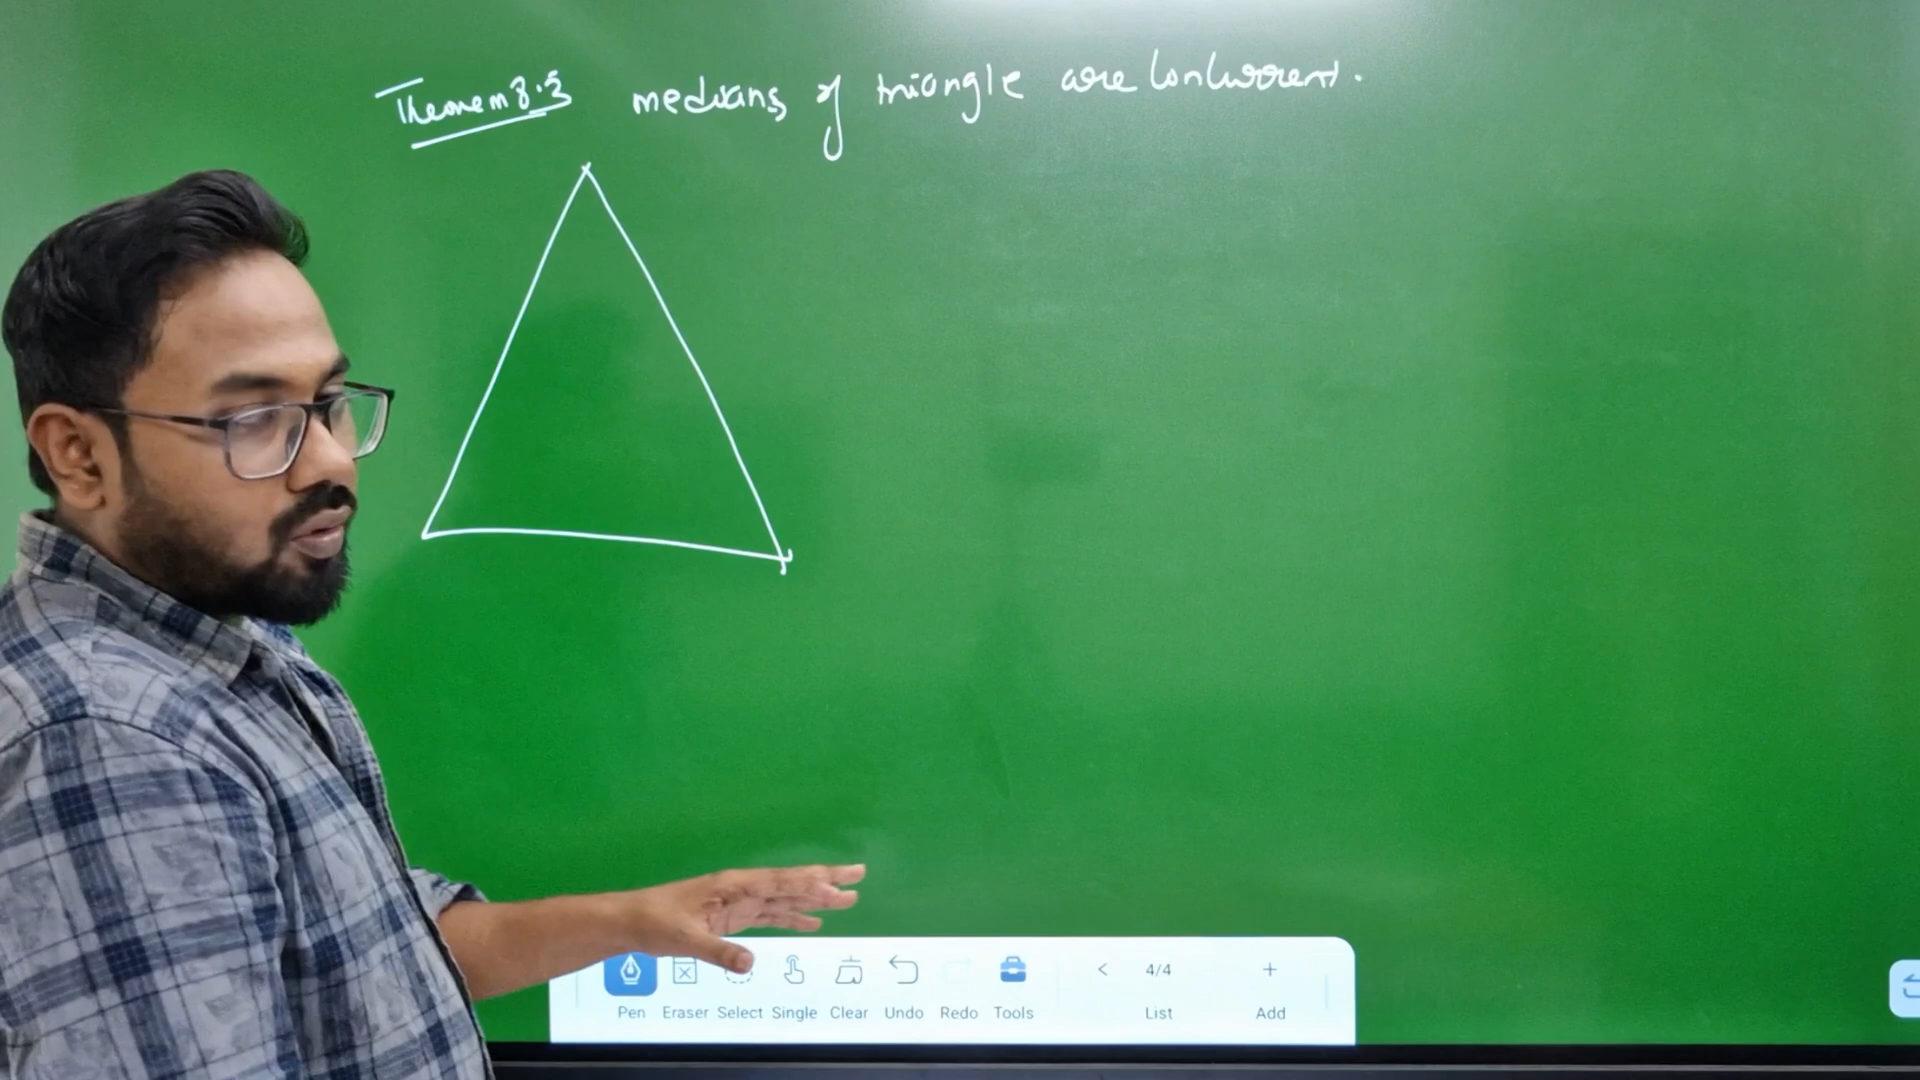 Theorem 8.3 medians of triangle are Concurrent.
4/4
Pen Eraser Select Single Clear Undo Redo Tools List Add